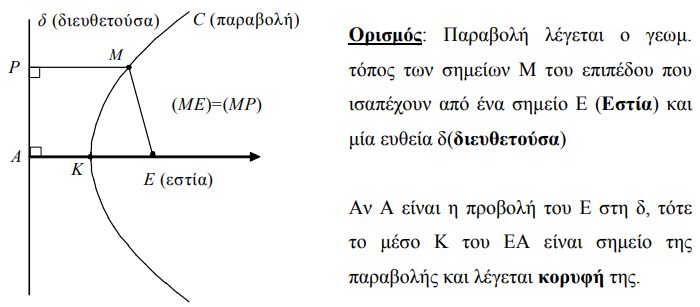 δ (διευθετούσα)
C (παραβολή)
P
M
(ME)=(MP)
A
K
E (εστία)
Ορισμός: Παραβολή λέγεται ο γεωμ.
τόπος των σημείων Μ του επιπέδου που
ισαπέχουν από ένα σημείο Ε (Εστία) και
μία ευθεία δ(διευθετούσα)
Αν Α είναι η προβολή του Ε στη δ, τότε
το μέσο Κ του ΕΑ είναι σημείο της
παραβολής και λέγεται κορυφή της.